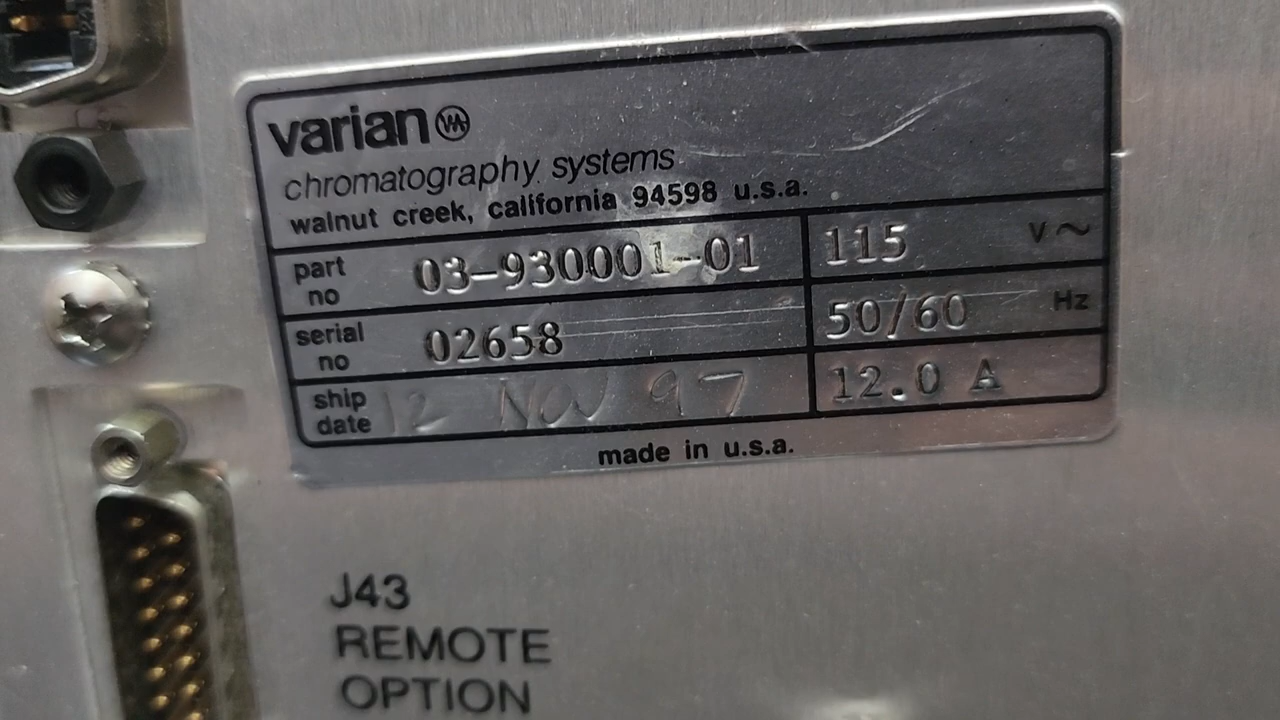 varian
chromatography systems
walnut creek, california 94598 u.s.a.
part no 03-930001-01 115 V~
serial no 02658 50/60 Hz
ship date 12 NOV 97 12.0 A
made in u.s.a.
J43
REMOTE
OPTION